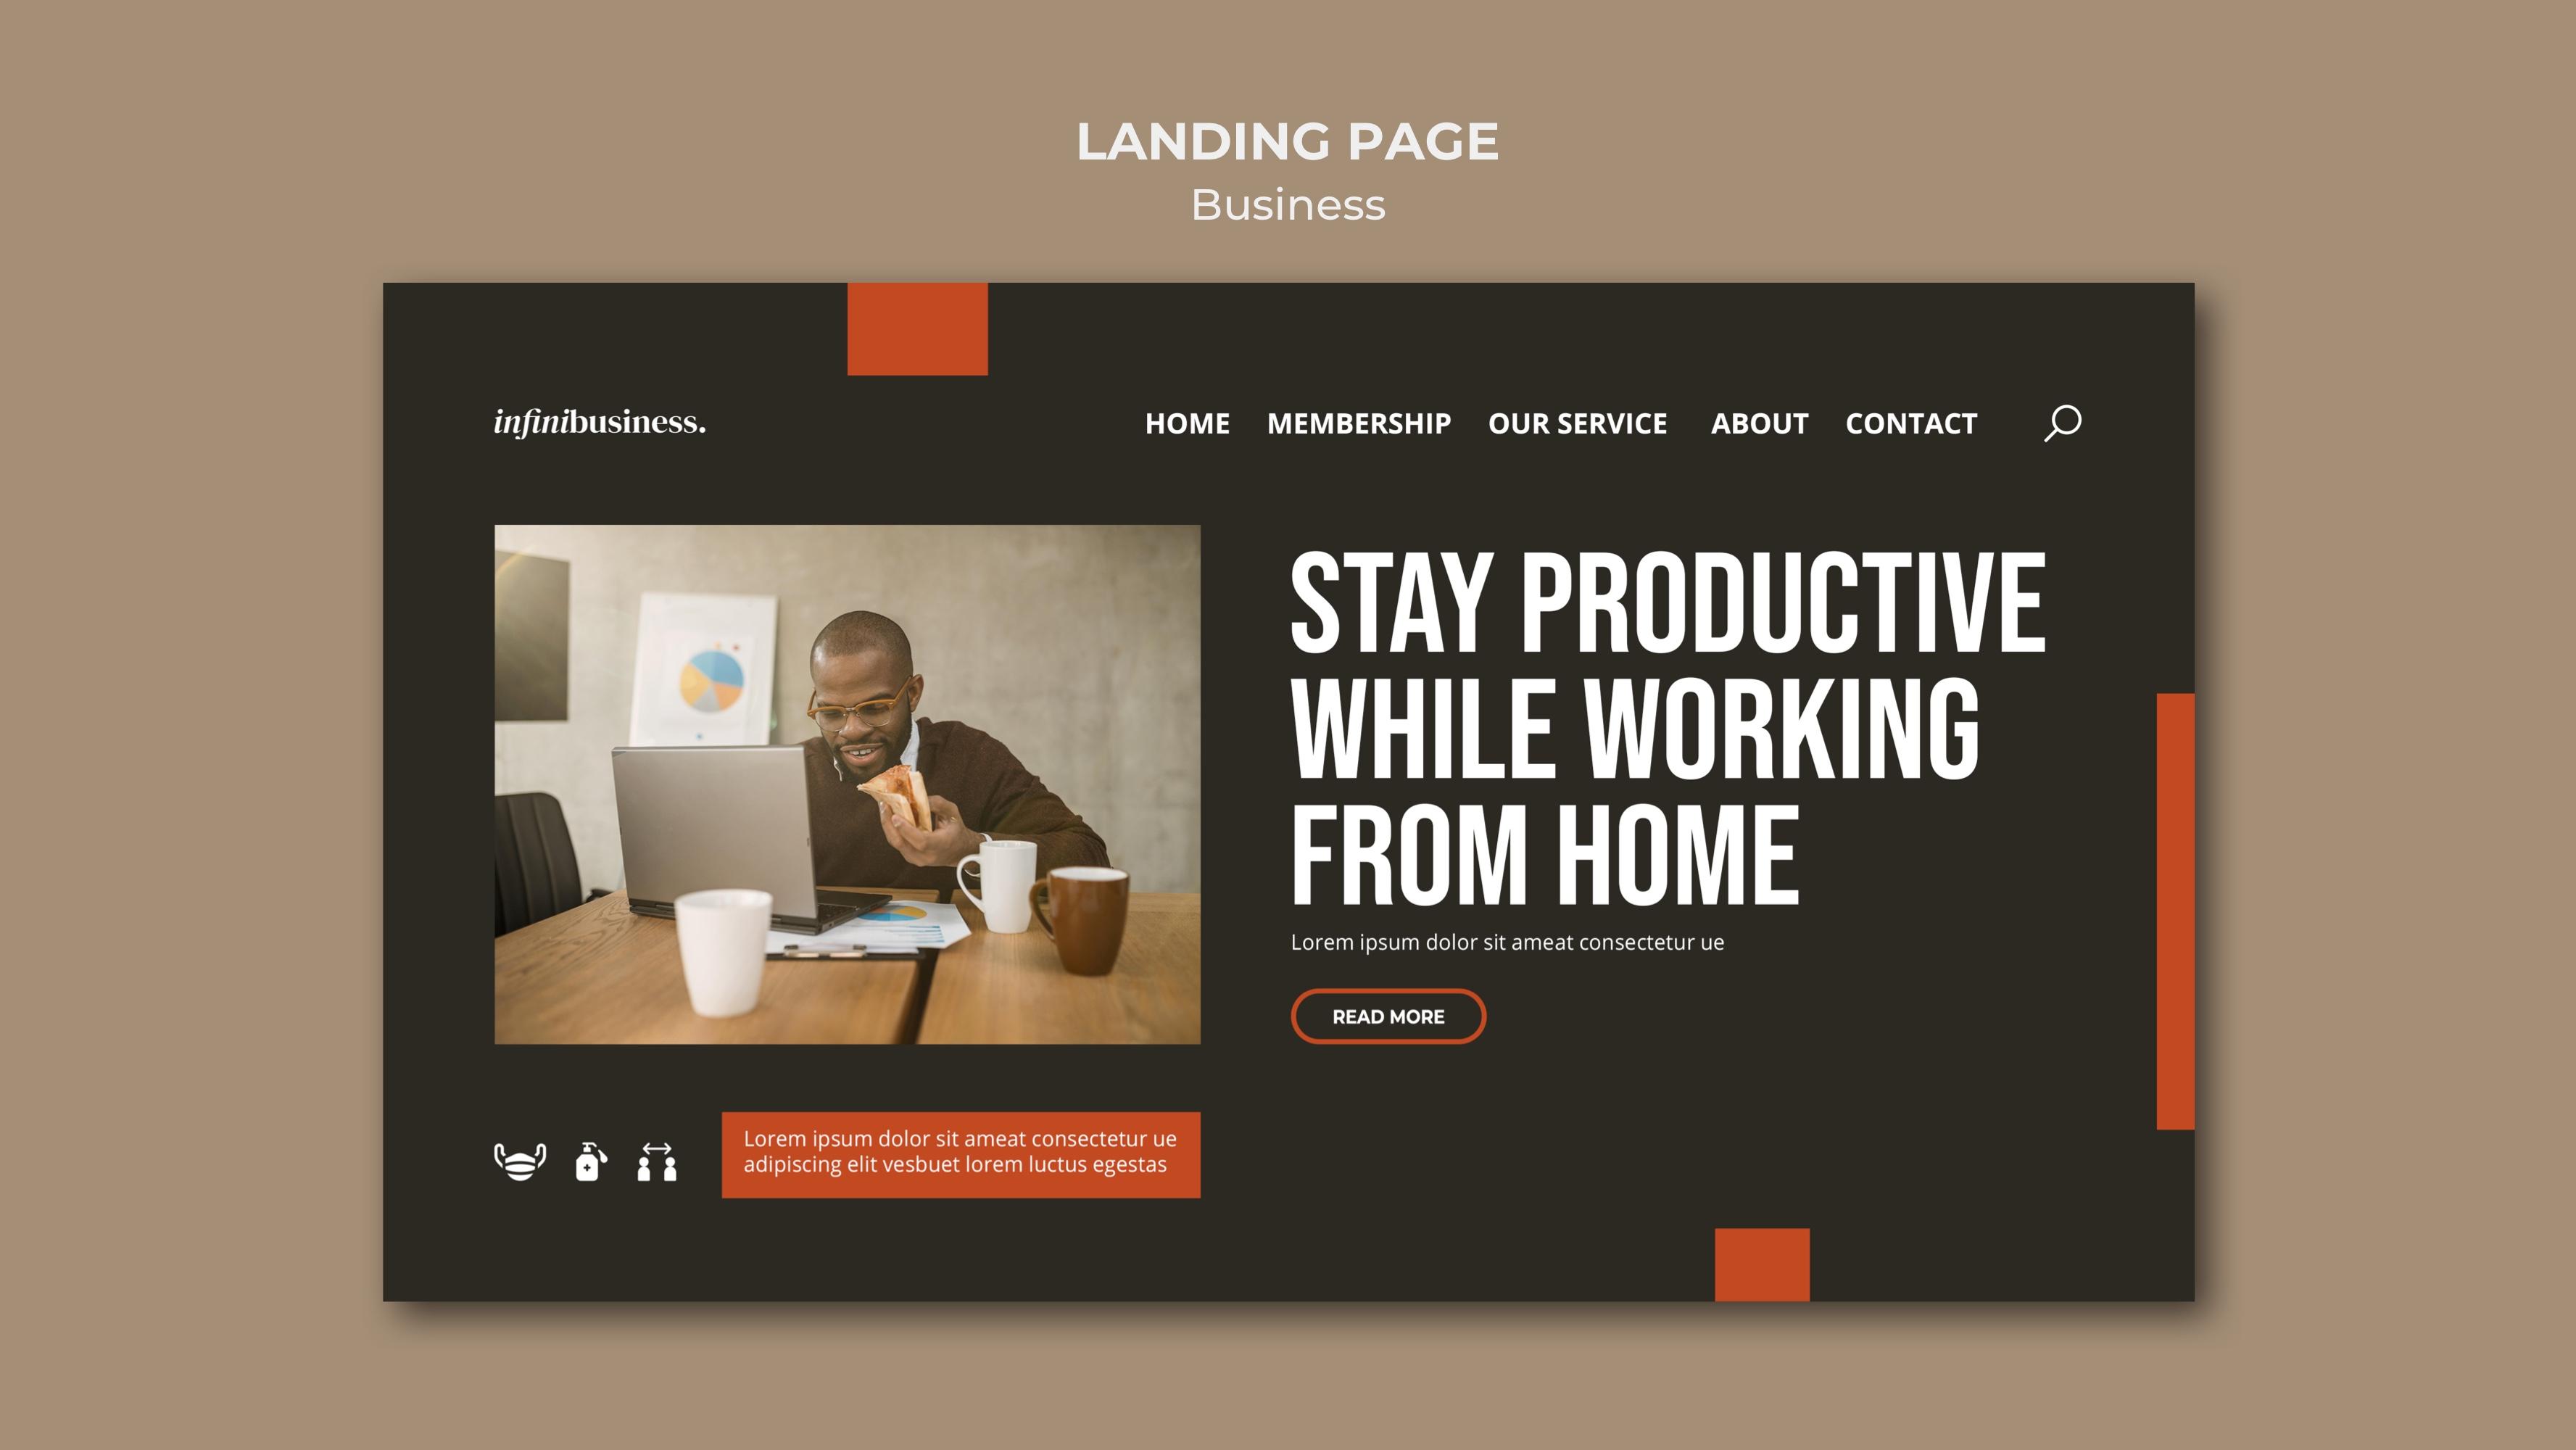 LANDING PAGE
Business
infinibusiness.
HOME MEMBERSHIP OUR SERVICE ABOUT CONTACT
STAY PRODUCTIVE
WHILE WORKING
FROM HOME
Lorem ipsum dolor sit ameat consectetur ue
READ MORE
Lorem ipsum dolor sit ameat consectetur ue
adipiscing elit vesbuet lorem luctus egestas